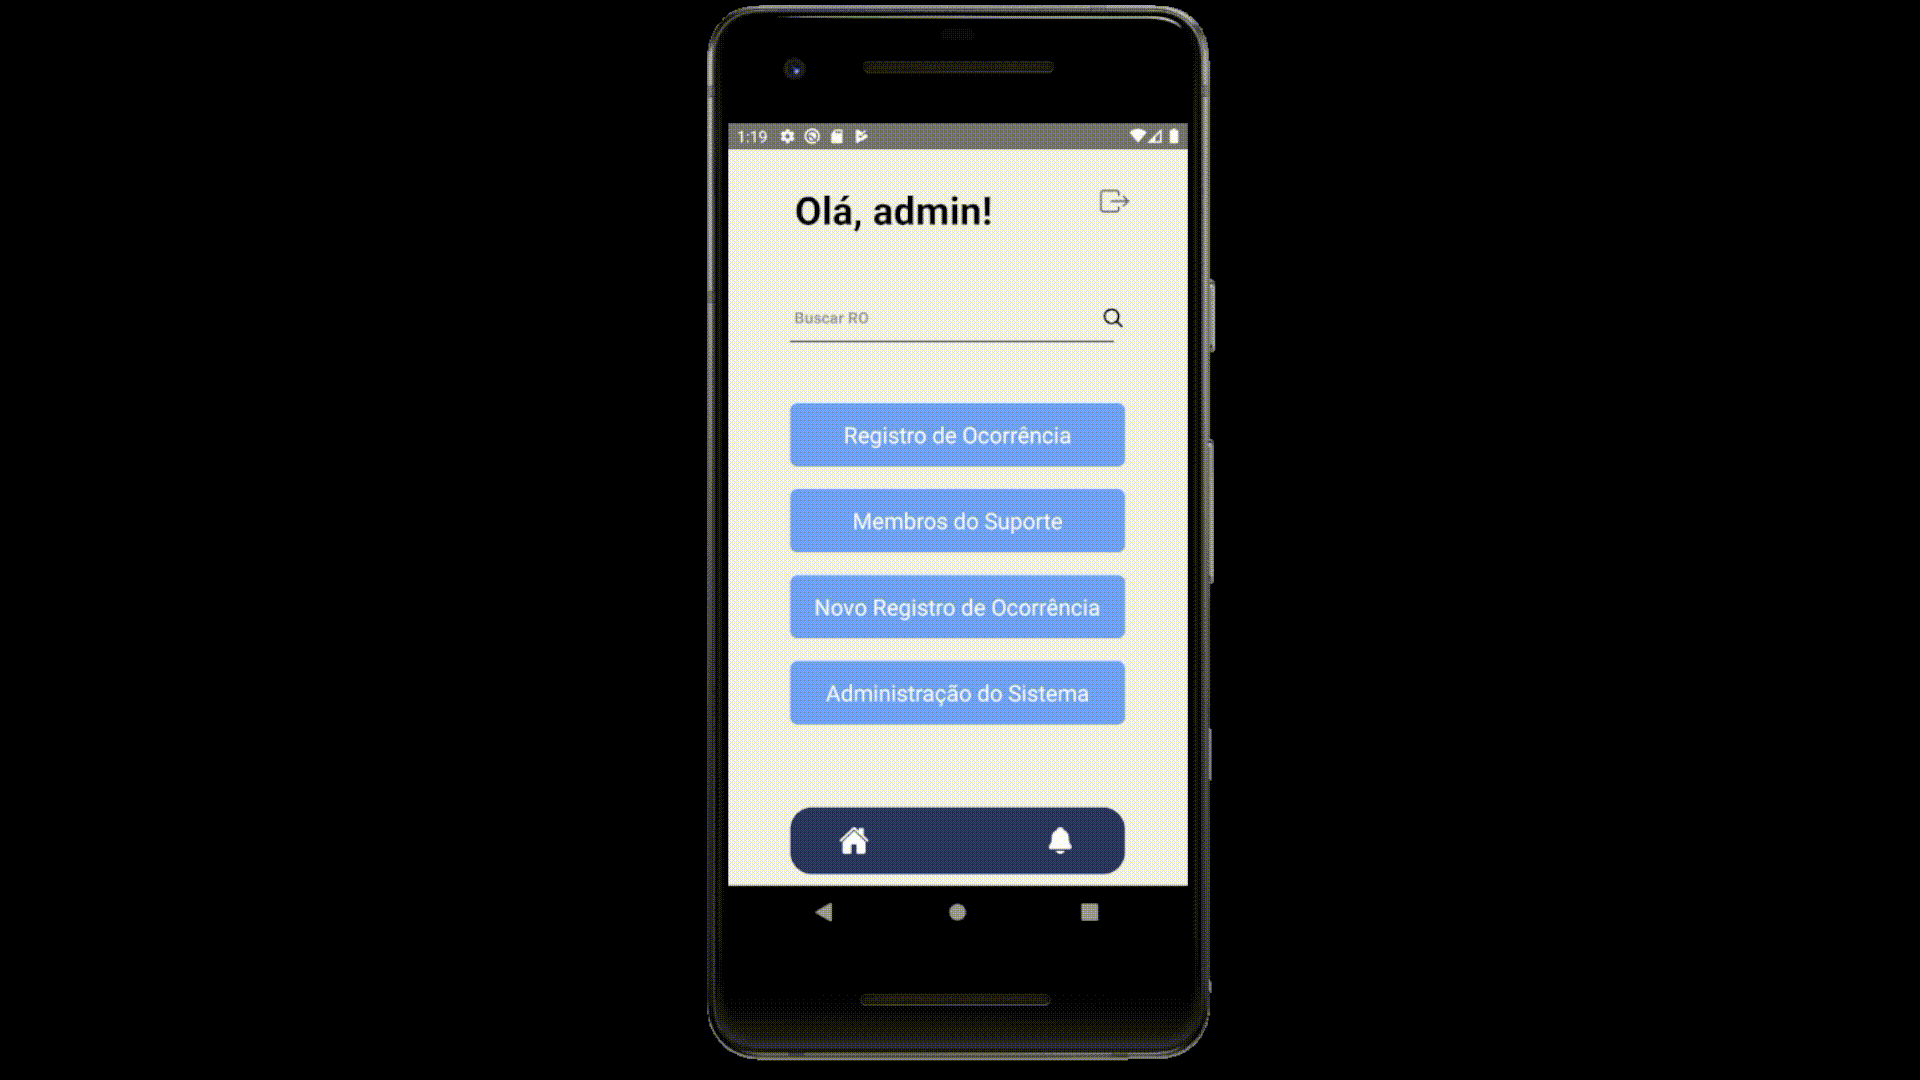 1:19
Olá, admin!
Buscar RO
Registro de Ocorrência
Membros do Suporte
Novo Registro de Ocorrência
Administração do Sistema